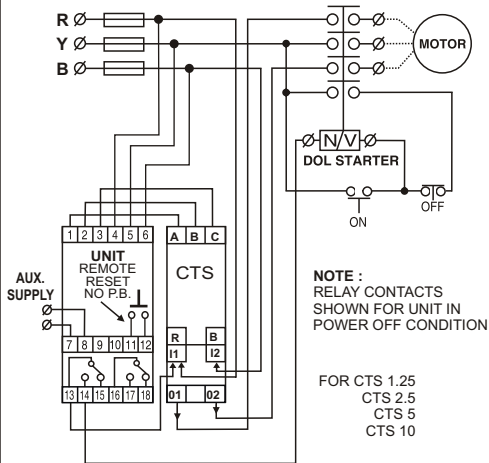 R
Y
B
MOTOR
N/V
DOL STARTER
ON
OFF
1 2 3 4 5 6
A B C
UNIT
REMOTE
RESET
NO P.B.
CTS
AUX.
SUPPLY
7 8 9 10 11 12
R B
I1 I2
13 14 15 16 17 18
01 02
NOTE :
RELAY CONTACTS
SHOWN FOR UNIT IN
POWER OFF CONDITION
FOR CTS 1.25
CTS 2.5
CTS 5
CTS 10